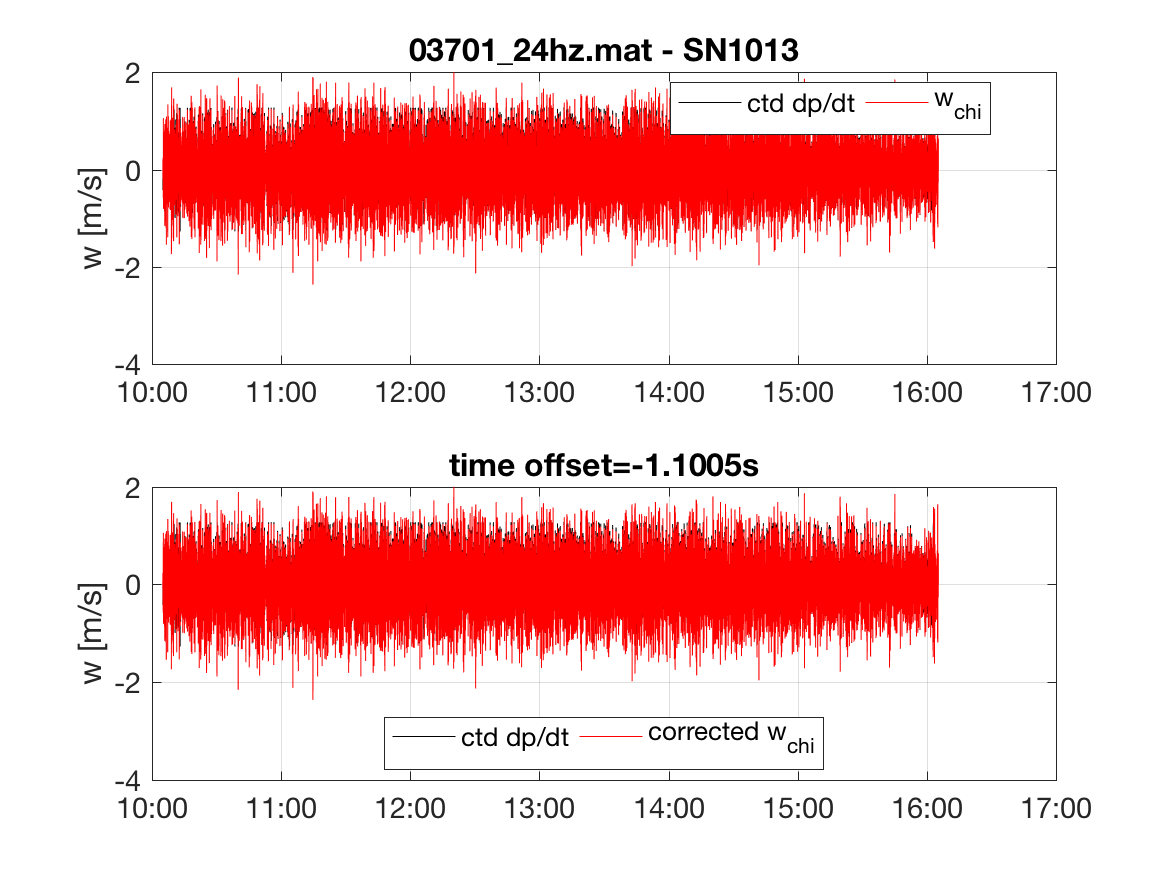 03701_24hz.mat - SN1013
ctd dp/dt
w_chi
w [m/s]
2
0
-2
-4
10:00 11:00 12:00 13:00 14:00 15:00 16:00 17:00
time offset=-1.1005s
w [m/s]
2
0
-2
-4
ctd dp/dt
corrected w_chi
10:00 11:00 12:00 13:00 14:00 15:00 16:00 17:00